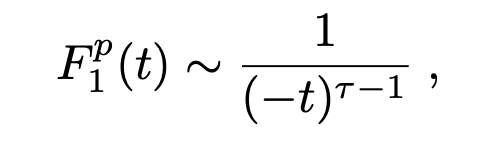 $F_1^p(t) \sim \frac{1}{(-t)^{\tau-1}}$ ,